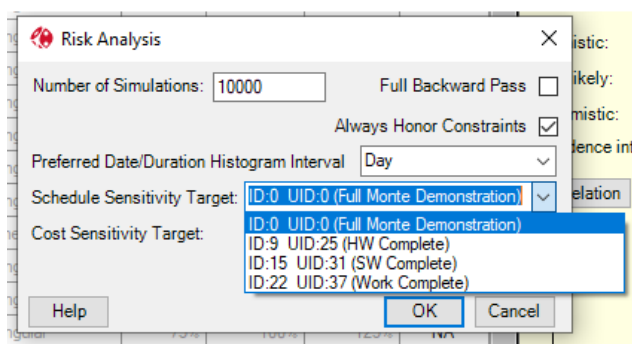 Risk Analysis
istic:
Number of Simulations: 10000 Full Backward Pass
ikely:
mistic:
Always Honor Constraints
dence inf
Preferred Date/Duration Histogram Interval Day
Schedule Sensitivity Target: ID:0 UID:0 (Full Monte Demonstration)
elation
Cost Sensitivity Target:
ID:0 UID:0 (Full Monte Demonstration)
ID:9 UID:25 (HW Complete)
ID:15 UID:31 (SW Complete)
ID:22 UID:37 (Work Complete)
Help OK Cancel